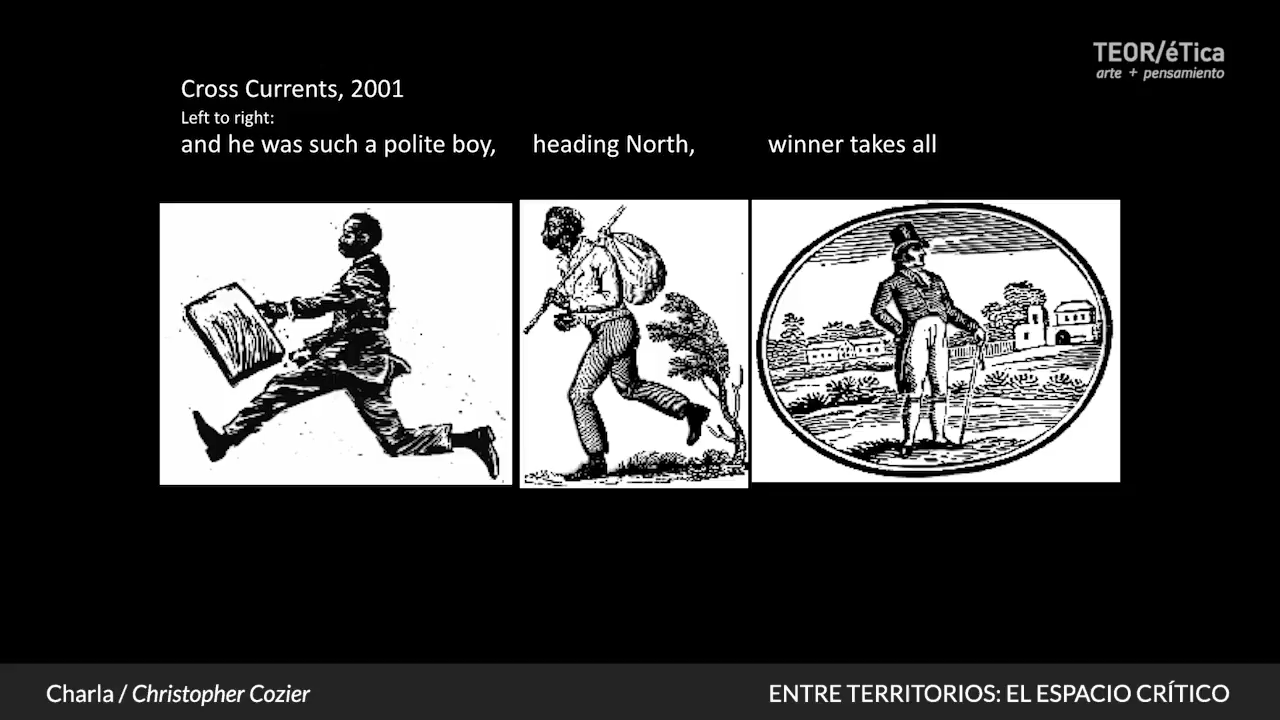 TEOR/éTica
arte + pensamiento
Cross Currents, 2001
Left to right:
and he was such a polite boy, heading North, winner takes all
Charla / Christopher Cozier
ENTRE TERRITORIOS: EL ESPACIO CRÍTICO